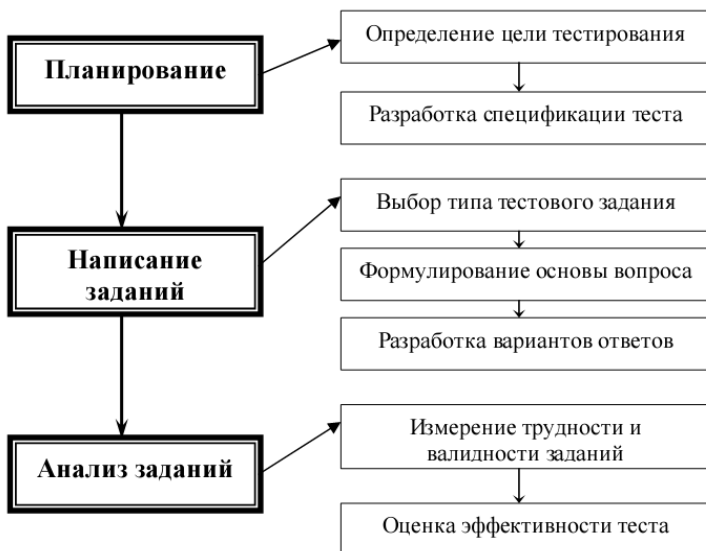 Планирование
Определение цели тестирования
Разработка спецификации теста
Написание
заданий
Выбор типа тестового задания
Формулирование основы вопроса
Разработка вариантов ответов
Анализ заданий
Измерение трудности и
валидности заданий
Оценка эффективности теста